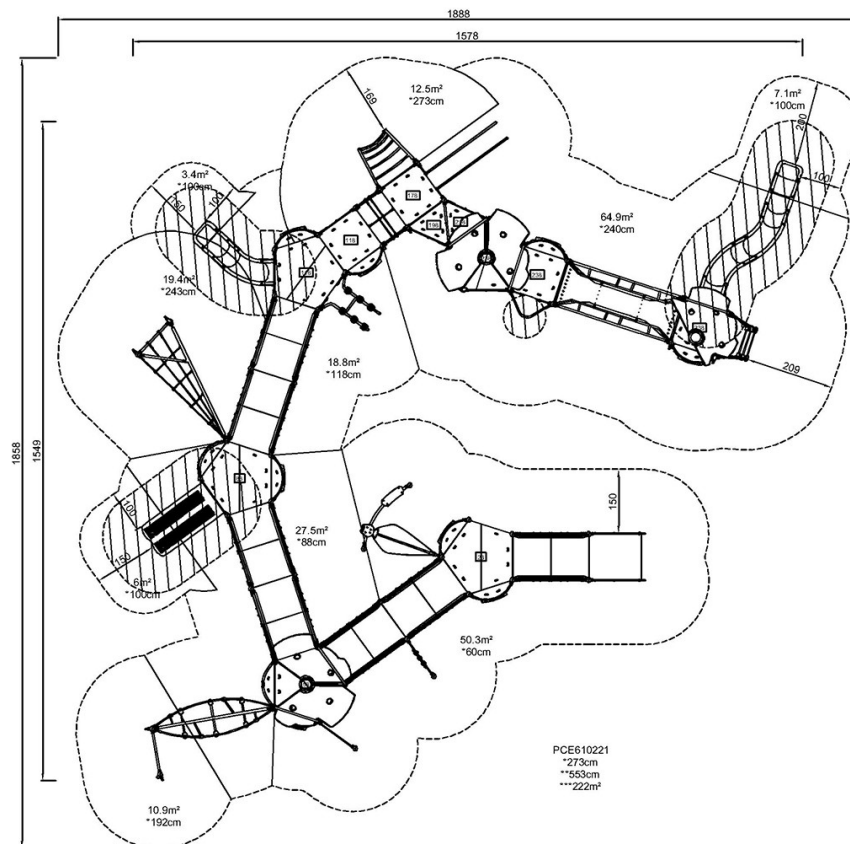 1888
1578
12.5m²
*273cm
169
7.1m²
*100cm
200
100
3.4m²
*100cm
100
64.9m²
*240cm
178
118
19.4m²
*243cm
18.8m²
*118cm
209
1858
1549
100
150
150
27.5m²
*88cm
6m²
*100cm
50.3m²
*60cm
PCE610221
*273cm
**553cm
***222m²
10.9m²
*192cm